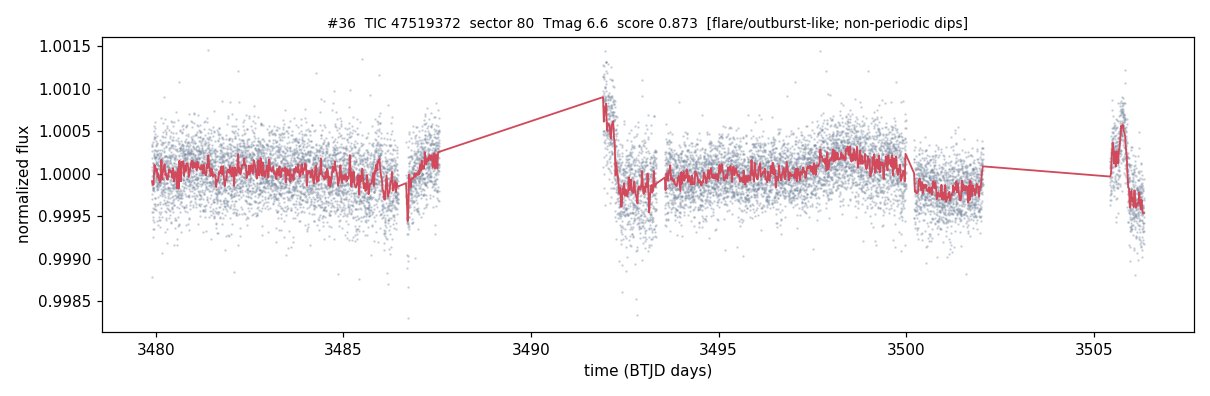 #36  TIC 47519372  sector 80  Tmag 6.6  score 0.873  [flare/outburst-like; non-periodic dips]
1.0015
1.0010
1.0005
1.0000
0.9995
0.9990
0.9985
normalized flux
3480 3485 3490 3495 3500 3505
time (BTJD days)